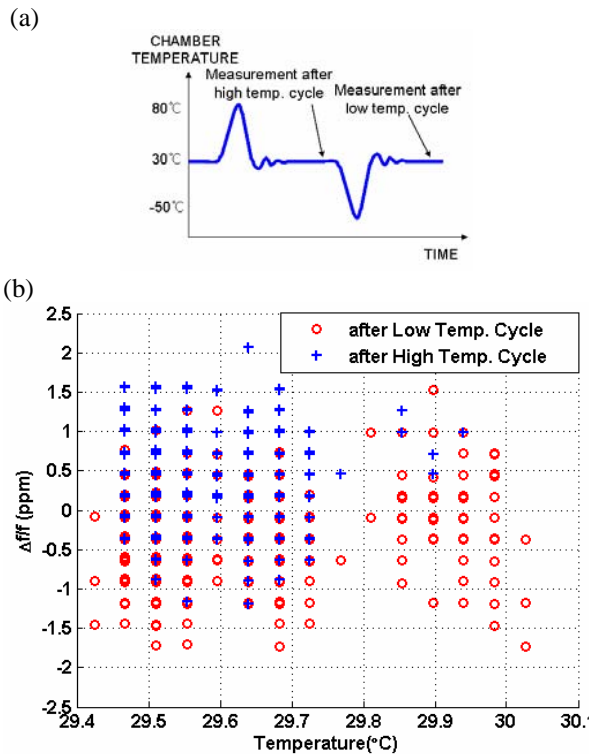 (a)
CHAMBER
TEMPERATURE
Measurement after
high temp. cycle
Measurement after
low temp. cycle
80℃
30℃
-50℃
TIME
(b)
2.5
2
1.5
1
0.5
0
-0.5
-1
-1.5
-2
-2.5
Δf/f (ppm)
after Low Temp. Cycle
after High Temp. Cycle
29.4
29.5
29.6
29.7
29.8
29.9
30
30.1
Temperature(°C)